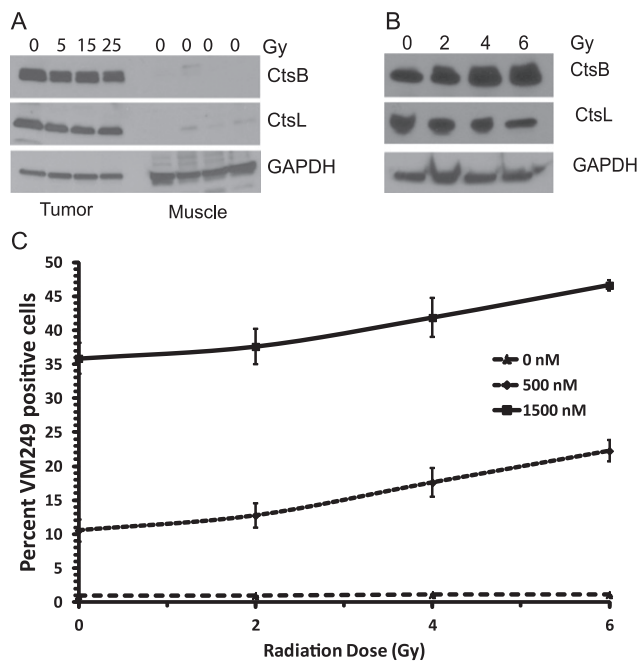 A
0 5 15 25 0 0 0 0 Gy
CtsB
CtsL
GAPDH
Tumor Muscle
B
0 2 4 6 Gy
CtsB
CtsL
GAPDH
C
Percent VM249 positive cells
50
45
40
35
30
25
20
15
10
5
0
0 nM
500 nM
1500 nM
0 2 4 6
Radiation Dose (Gy)